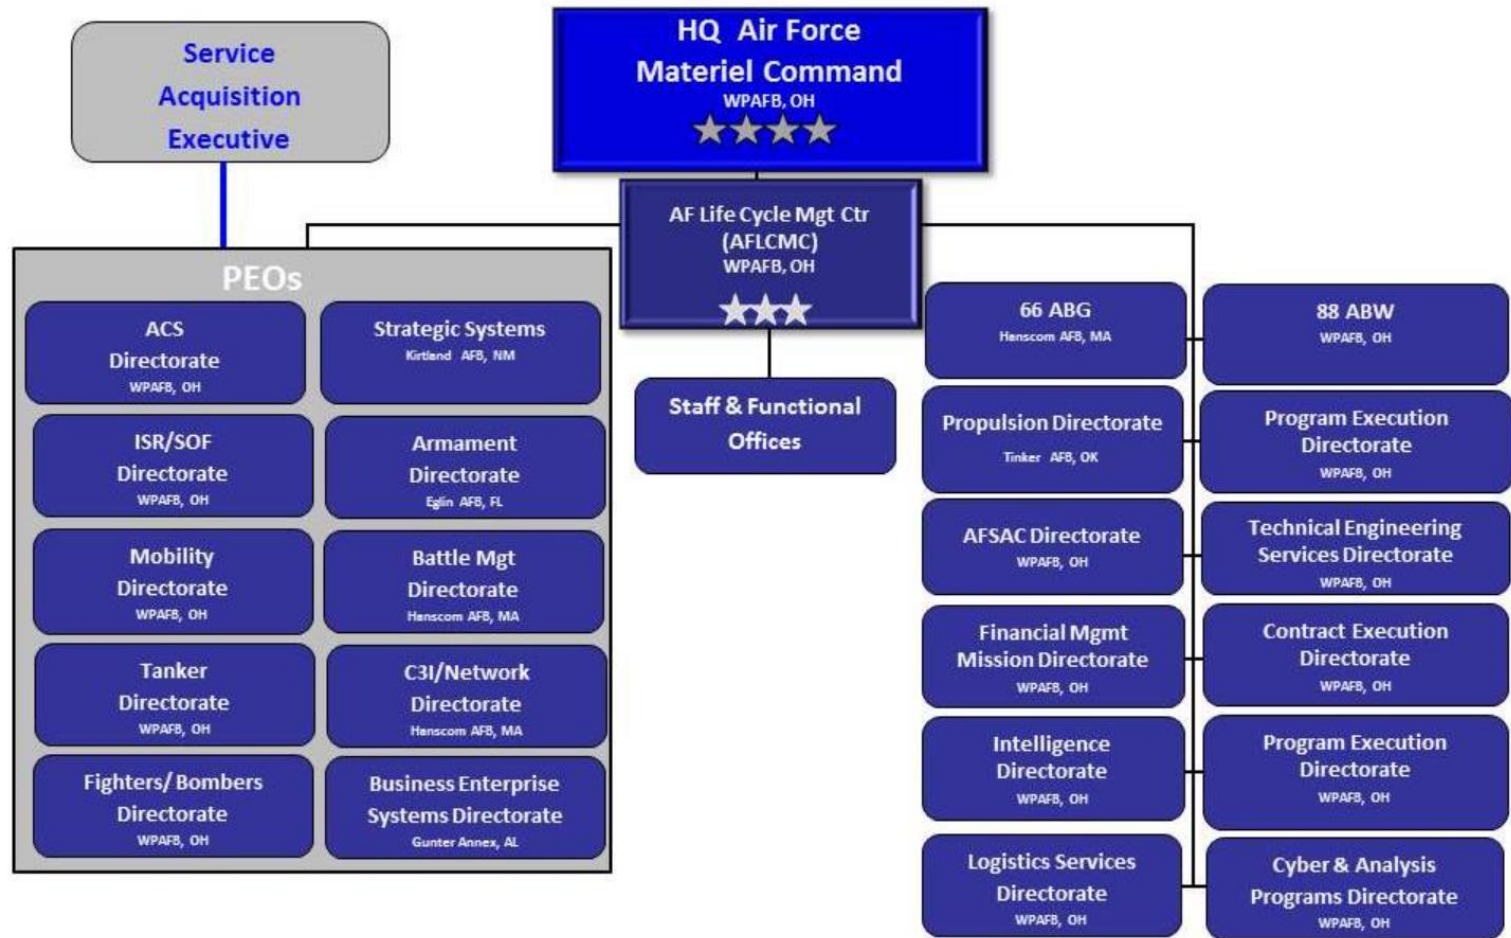 Service
Acquisition
Executive
HQ Air Force
Materiel Command
WPAFB, OH
AF Life Cycle Mgt Ctr
(AFLCMC)
WPAFB, OH
PEOs
ACS
Directorate
WPAFB, OH
Strategic Systems
Kirtland AFB, NM
ISR/SOF
Directorate
WPAFB, OH
Armament
Directorate
Eglin AFB, FL
Mobility
Directorate
WPAFB, OH
Battle Mgt
Directorate
Hanscom AFB, MA
Tanker
Directorate
WPAFB, OH
C3I/Network
Directorate
Hanscom AFB, MA
Fighters/ Bombers
Directorate
WPAFB, OH
Business Enterprise
Systems Directorate
Gunter Annex, AL
Staff & Functional
Offices
66 ABG
Hanscom AFB, MA
88 ABW
WPAFB, OH
Propulsion Directorate
Tinker AFB, OK
Program Execution
Directorate
WPAFB, OH
AFSAC Directorate
WPAFB, OH
Technical Engineering
Services Directorate
WPAFB, OH
Financial Mgmt
Mission Directorate
WPAFB, OH
Contract Execution
Directorate
WPAFB, OH
Intelligence
Directorate
WPAFB, OH
Program Execution
Directorate
WPAFB, OH
Logistics Services
Directorate
WPAFB, OH
Cyber & Analysis
Programs Directorate
WPAFB, OH